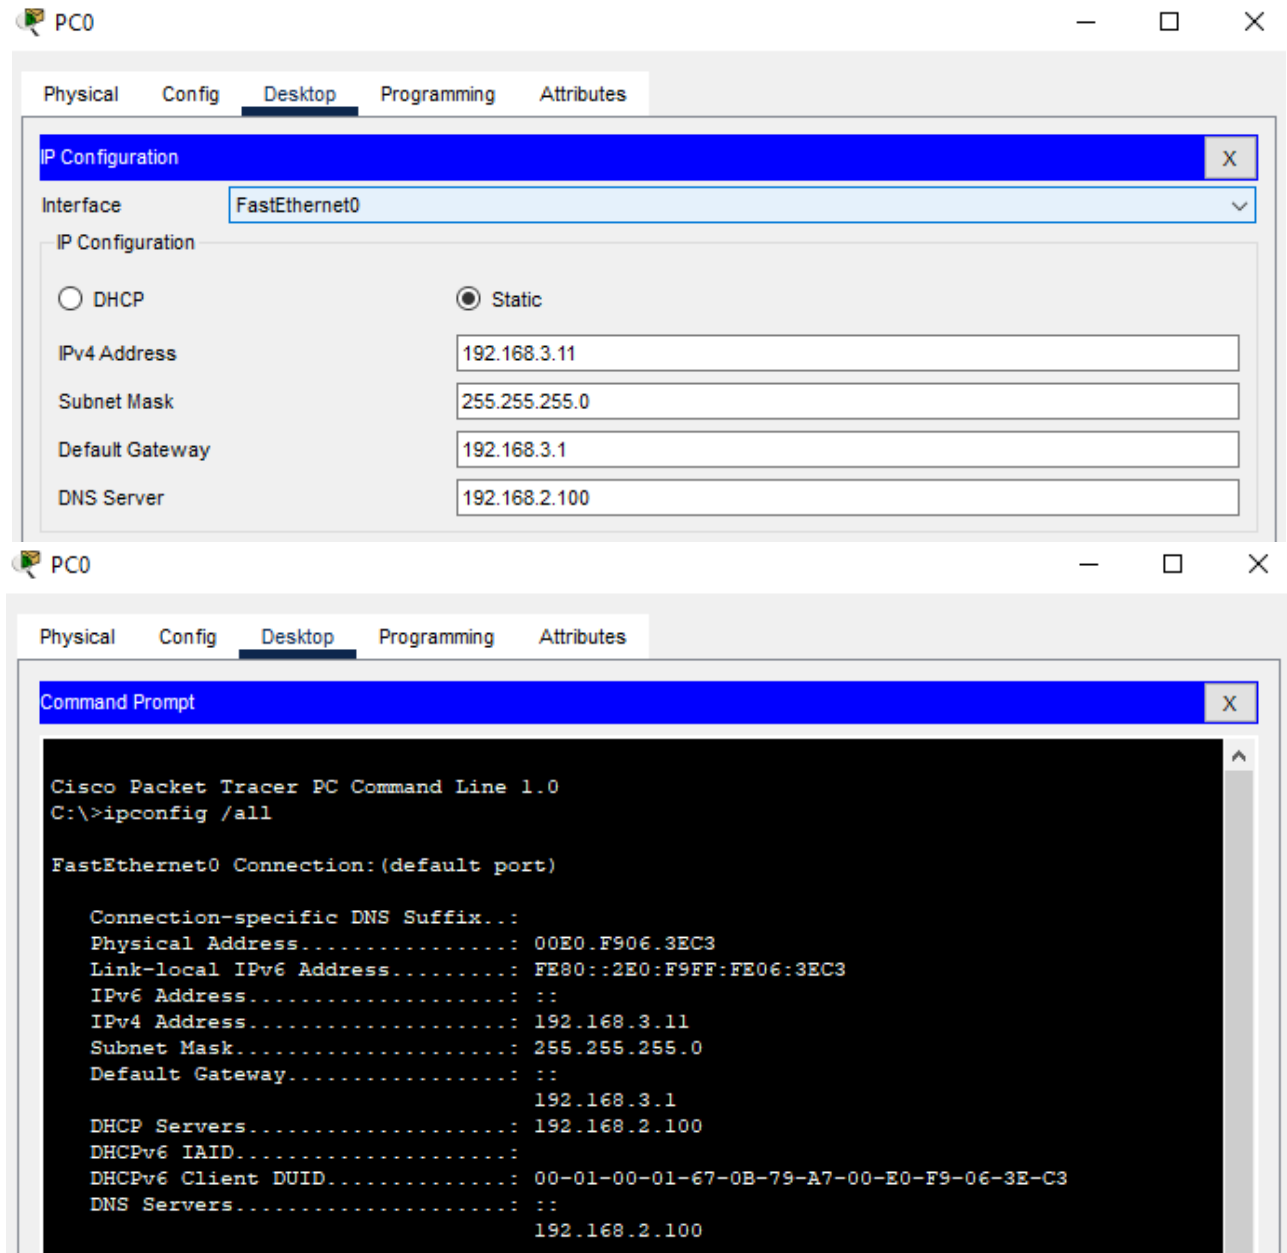 PC0
Physical Config Desktop Programming Attributes
IP Configuration X
Interface FastEthernet0
IP Configuration
DHCP Static
IPv4 Address 192.168.3.11
Subnet Mask 255.255.255.0
Default Gateway 192.168.3.1
DNS Server 192.168.2.100
PC0
Physical Config Desktop Programming Attributes
Command Prompt X
Cisco Packet Tracer PC Command Line 1.0
C:\>ipconfig /all
FastEthernet0 Connection:(default port)
Connection-specific DNS Suffix..:
Physical Address................: 00E0.F906.3EC3
Link-local IPv6 Address.........: FE80::2E0:F9FF:FE06:3EC3
IPv6 Address....................: ::
IPv4 Address....................: 192.168.3.11
Subnet Mask.....................: 255.255.255.0
Default Gateway.................: ::
192.168.3.1
DHCP Servers....................: 192.168.2.100
DHCPv6 IAID.....................:
DHCPv6 Client DUID..............: 00-01-00-01-67-0B-79-A7-00-E0-F9-06-3E-C3
DNS Servers.....................: ::
192.168.2.100